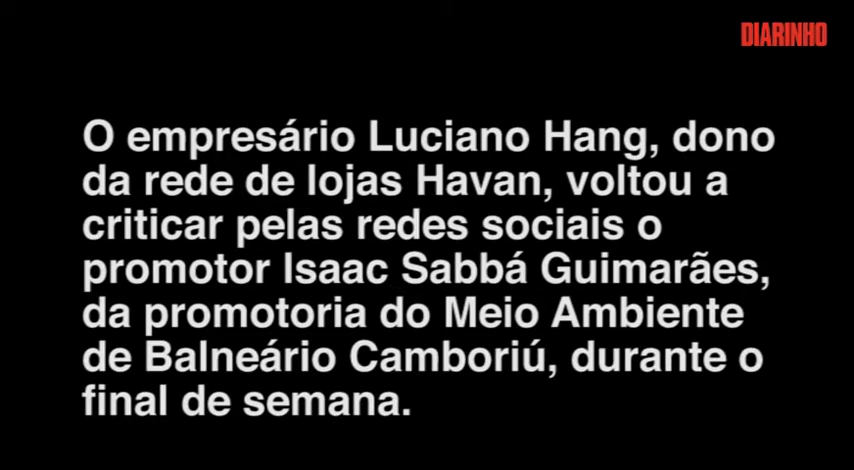 DIARINHO
O empresário Luciano Hang, dono
da rede de lojas Havan, voltou a
criticar pelas redes sociais o
promotor Isaac Sabbá Guimarães,
da promotoria do Meio Ambiente
de Balneário Camboriú, durante o
final de semana.